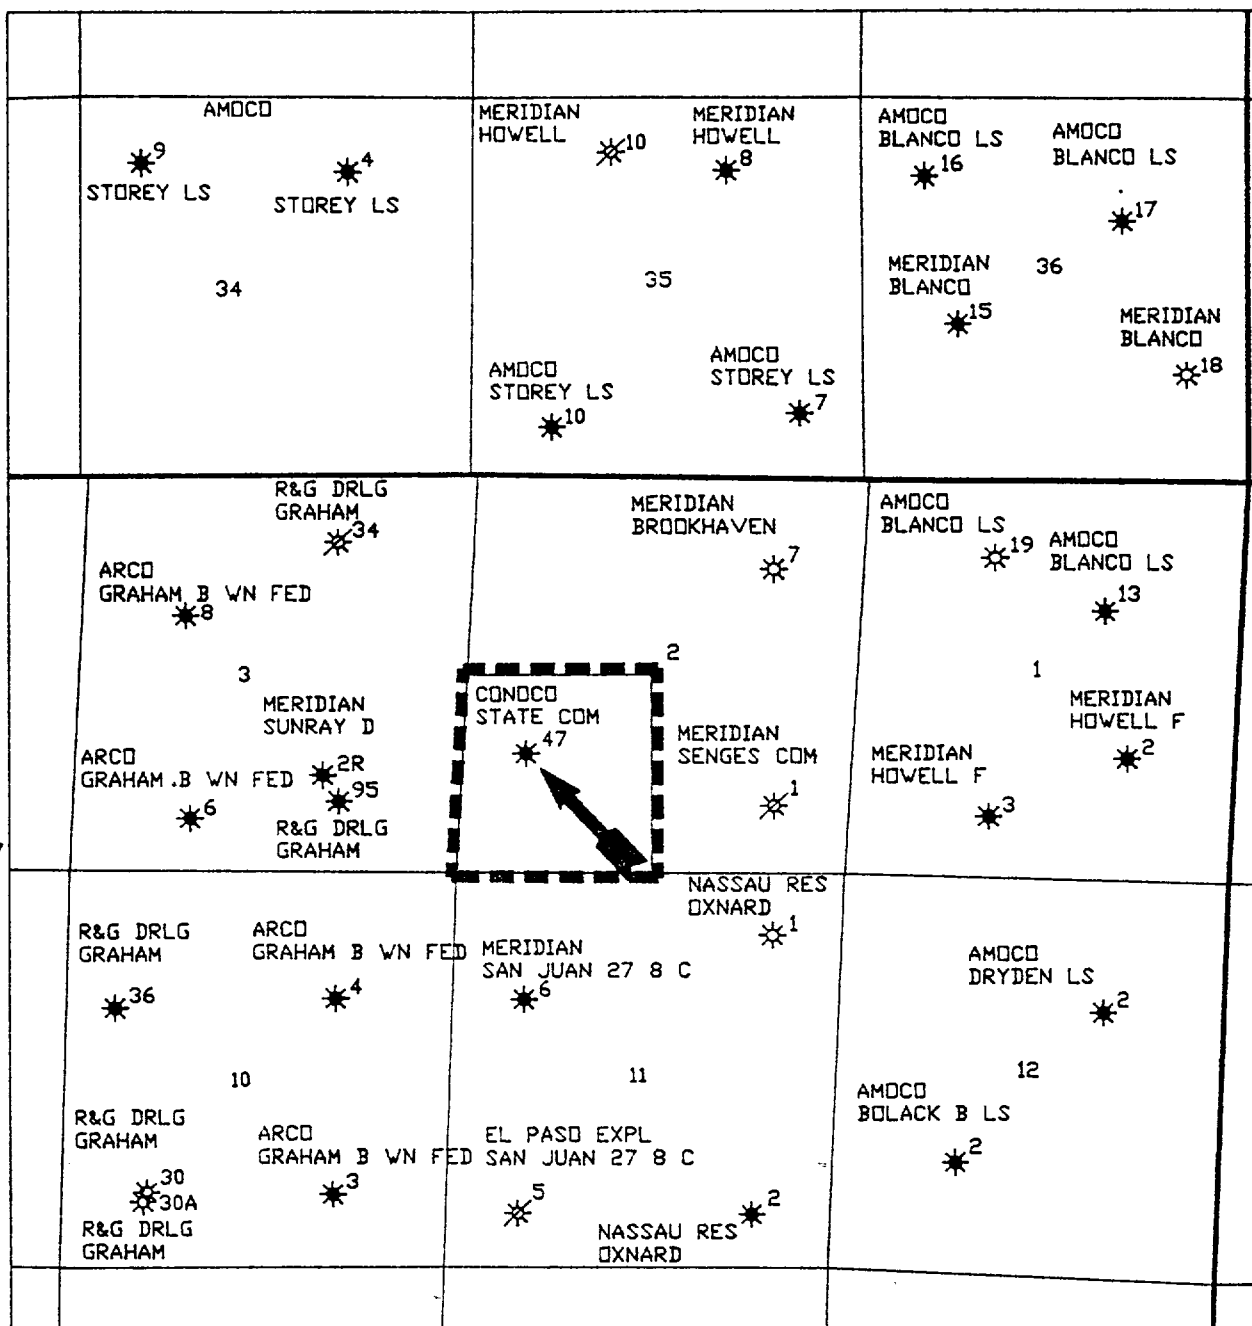 AMOCO
9
STOREY LS
4
STOREY LS
34
MERIDIAN
HOWELL
10
MERIDIAN
HOWELL
8
35
AMOCO
STOREY LS
10
AMOCO
STOREY LS
7
AMOCO
BLANCO LS
16
AMOCO
BLANCO LS
17
MERIDIAN
BLANCO
15
36
MERIDIAN
BLANCO
18
R&G DRLG
GRAHAM
34
ARCO
GRAHAM B WN FED
8
3
MERIDIAN
SUNRAY D
2R
ARCO
GRAHAM.B WN FED
6
95
R&G DRLG
GRAHAM
MERIDIAN
BROOKHAVEN
7
2
CONOCO
STATE COM
47
MERIDIAN
SENGES COM
1
AMOCO
BLANCO LS
19
AMOCO
BLANCO LS
13
1
MERIDIAN
HOWELL F
2
MERIDIAN
HOWELL F
3
R&G DRLG
GRAHAM
36
ARCO
GRAHAM B WN FED
4
10
R&G DRLG
GRAHAM
30
30A
R&G DRLG
GRAHAM
ARCO
GRAHAM B WN FED
3
NASSAU RES
OXNARD
1
MERIDIAN
SAN JUAN 27 8 C
6
11
EL PASO EXPL
SAN JUAN 27 8 C
5
2
NASSAU RES
OXNARD
AMOCO
DRYDEN LS
2
12
AMOCO
BOLACK B LS
2